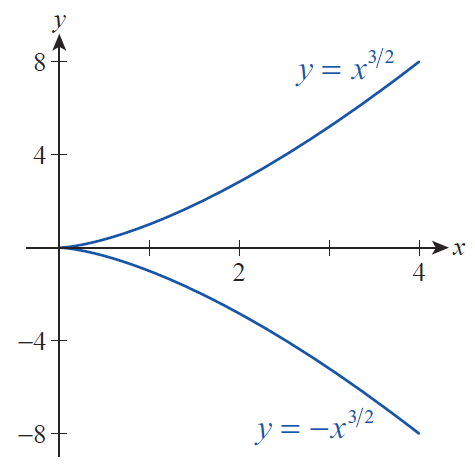 y
8
y = x^{3/2}
4
x
2 4
−4
−8
y = −x^{3/2}